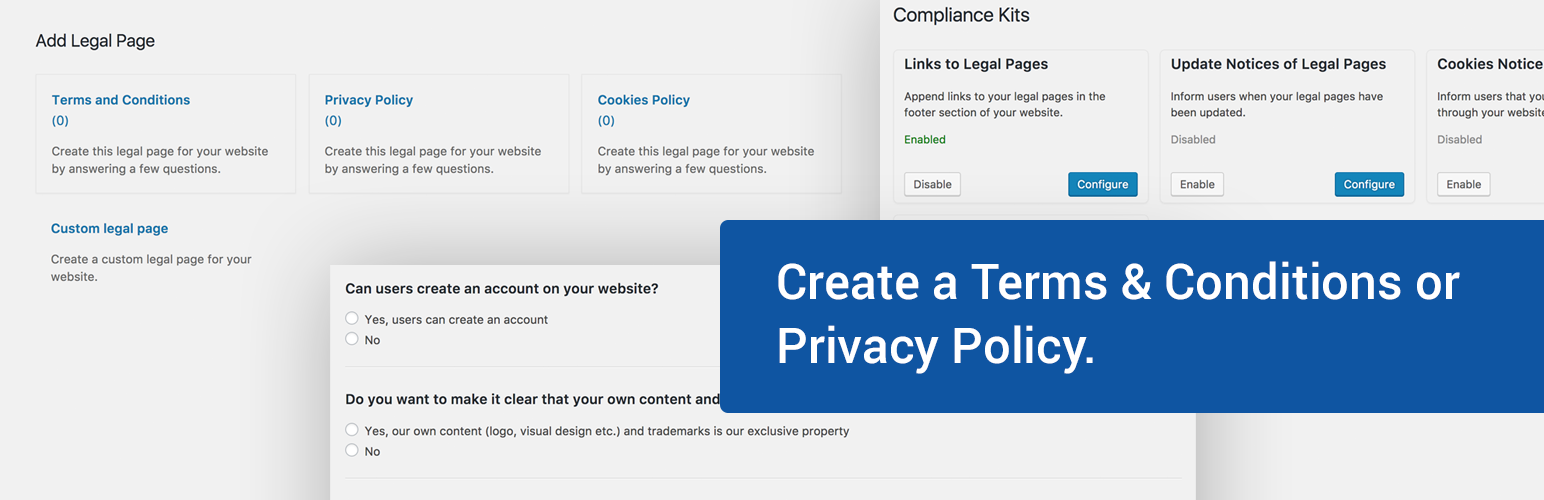 Add Legal Page
Terms and Conditions
(0)
Create this legal page for your website
by answering a few questions.
Privacy Policy
(0)
Create this legal page for your website
by answering a few questions.
Cookies Policy
(0)
Create this legal page for your website
by answering a few questions.
Custom legal page
Create a custom legal page for your
website.
Compliance Kits
Links to Legal Pages
Append links to your legal pages in the
footer section of your website.
Enabled
Disable
Configure
Update Notices of Legal Pages
Inform users when your legal pages have
been updated.
Disabled
Enable
Configure
Cookies Notice
Inform users that you
through your website
Disabled
Enable
Can users create an account on your website?
Yes, users can create an account
No
Do you want to make it clear that your own content and
Yes, our own content (logo, visual design etc.) and trademarks is our exclusive property
No
Create a Terms & Conditions or
Privacy Policy.